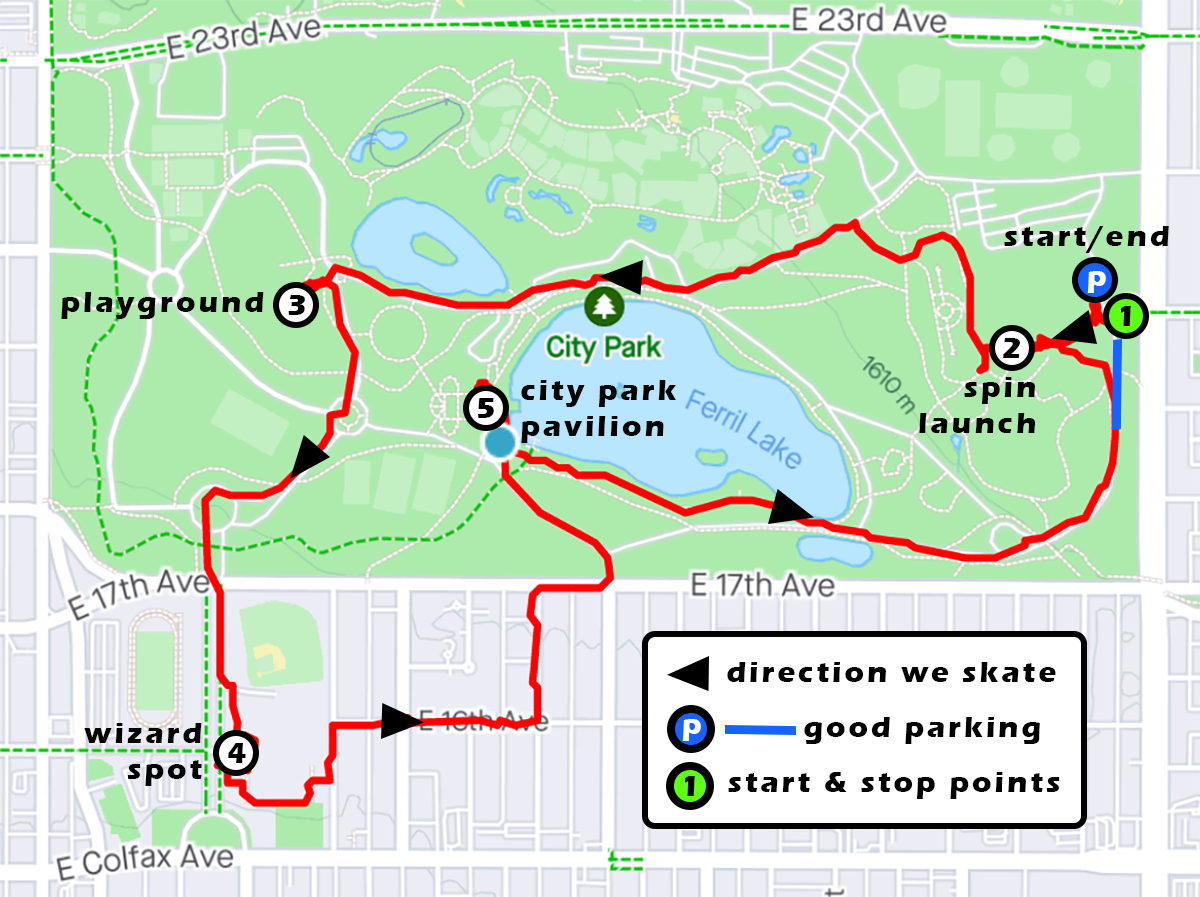 E 23rd Ave
E 23rd Ave
start/end
P
1
playground
3
City Park
2
spin
launch
1610 m
5
city park
pavilion
Ferril Lake
E 17th Ave
E 17th Ave
direction we skate
P
good parking
1
start & stop points
E 16th Ave
wizard
spot
4
E Colfax Ave